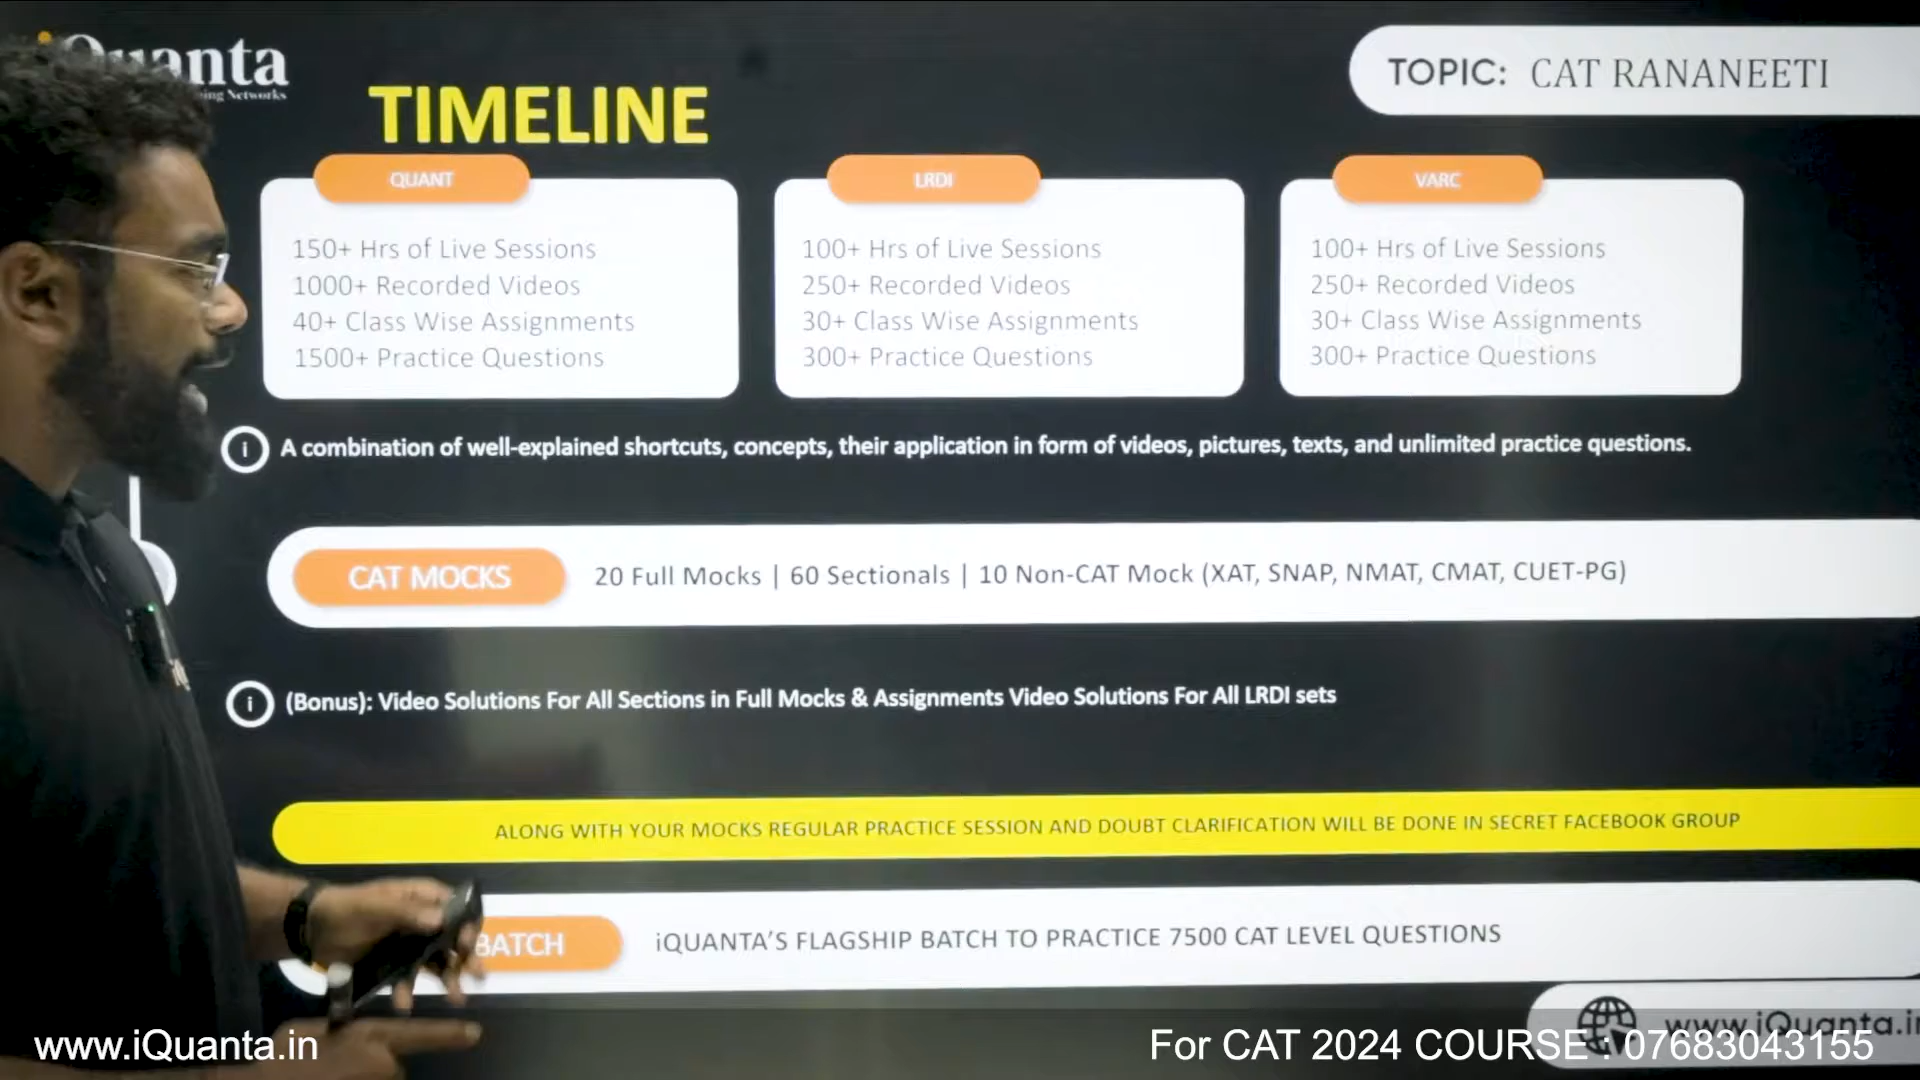 iQuanta
ing Networks
TIMELINE
TOPIC: CAT RANANEETI
QUANT
150+ Hrs of Live Sessions
1000+ Recorded Videos
40+ Class Wise Assignments
1500+ Practice Questions
LRDI
100+ Hrs of Live Sessions
250+ Recorded Videos
30+ Class Wise Assignments
300+ Practice Questions
VARC
100+ Hrs of Live Sessions
250+ Recorded Videos
30+ Class Wise Assignments
300+ Practice Questions
i A combination of well-explained shortcuts, concepts, their application in form of videos, pictures, texts, and unlimited practice questions.
CAT MOCKS 20 Full Mocks | 60 Sectionals | 10 Non-CAT Mock (XAT, SNAP, NMAT, CMAT, CUET-PG)
i (Bonus): Video Solutions For All Sections in Full Mocks & Assignments Video Solutions For All LRDI sets
ALONG WITH YOUR MOCKS REGULAR PRACTICE SESSION AND DOUBT CLARIFICATION WILL BE DONE IN SECRET FACEBOOK GROUP
BATCH iQUANTA'S FLAGSHIP BATCH TO PRACTICE 7500 CAT LEVEL QUESTIONS
www.iQuanta.in
www.iQuanta.in
For CAT 2024 COURSE : 07683043155